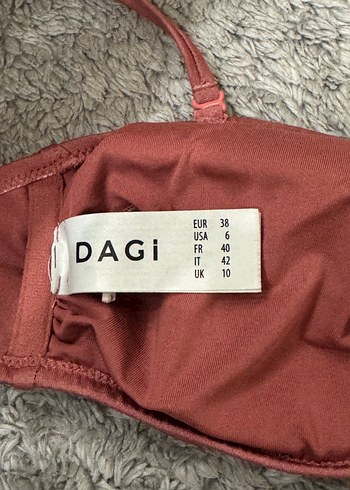 DAGi
EUR 38
USA 6
FR 40
IT 42
UK 10